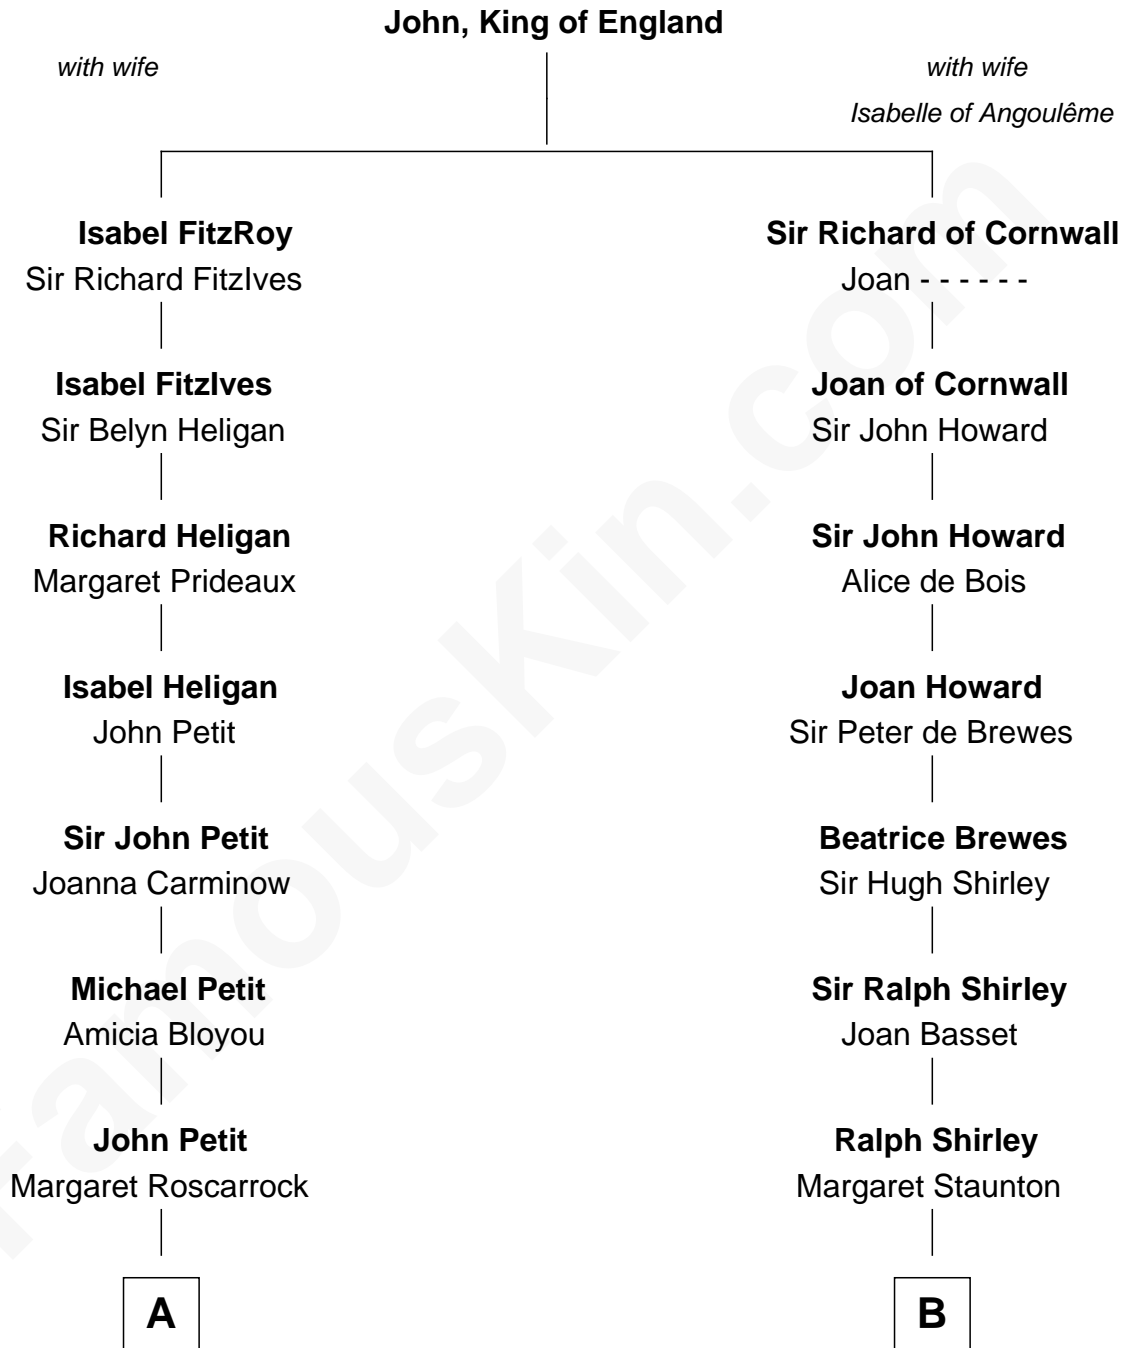 John, King of England
with wife
with wife
Isabelle of Angoulême
Isabel FitzRoy
Sir Richard FitzIves
Sir Richard of Cornwall
Joan - - - - - -
Isabel FitzIves
Sir Belyn Heligan
Joan of Cornwall
Sir John Howard
Richard Heligan
Margaret Prideaux
Sir John Howard
Alice de Bois
Isabel Heligan
John Petit
Joan Howard
Sir Peter de Brewes
Sir John Petit
Joanna Carminow
Beatrice Brewes
Sir Hugh Shirley
Michael Petit
Amicia Bloyou
Sir Ralph Shirley
Joan Basset
John Petit
Margaret Roscarrock
Ralph Shirley
Margaret Staunton
A
B
FamousKin.com